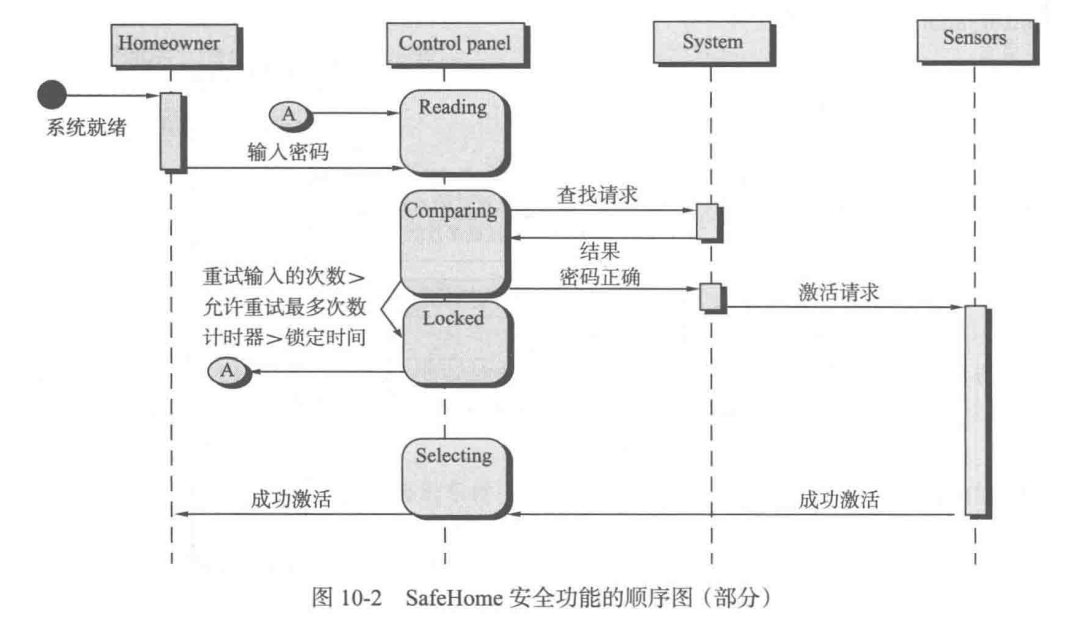 Homeowner
Control panel
System
Sensors
系统就绪
A
Reading
输入密码
Comparing
查找请求
结果
密码正确
重试输入的次数>
允许重试最多次数
计时器>锁定时间
激活请求
Locked
A
Selecting
成功激活
成功激活
图 10-2 SafeHome 安全功能的顺序图（部分）